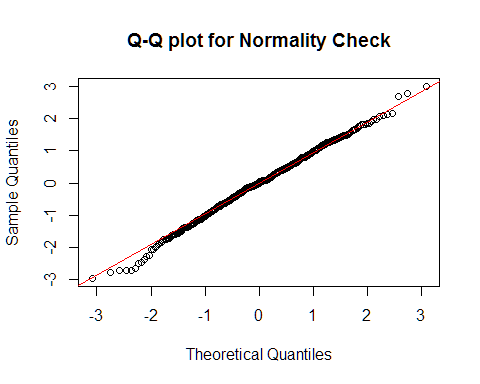 Q-Q plot for Normality Check
Sample Quantiles
3
2
1
0
-1
-2
-3
-3 -2 -1 0 1 2 3
Theoretical Quantiles